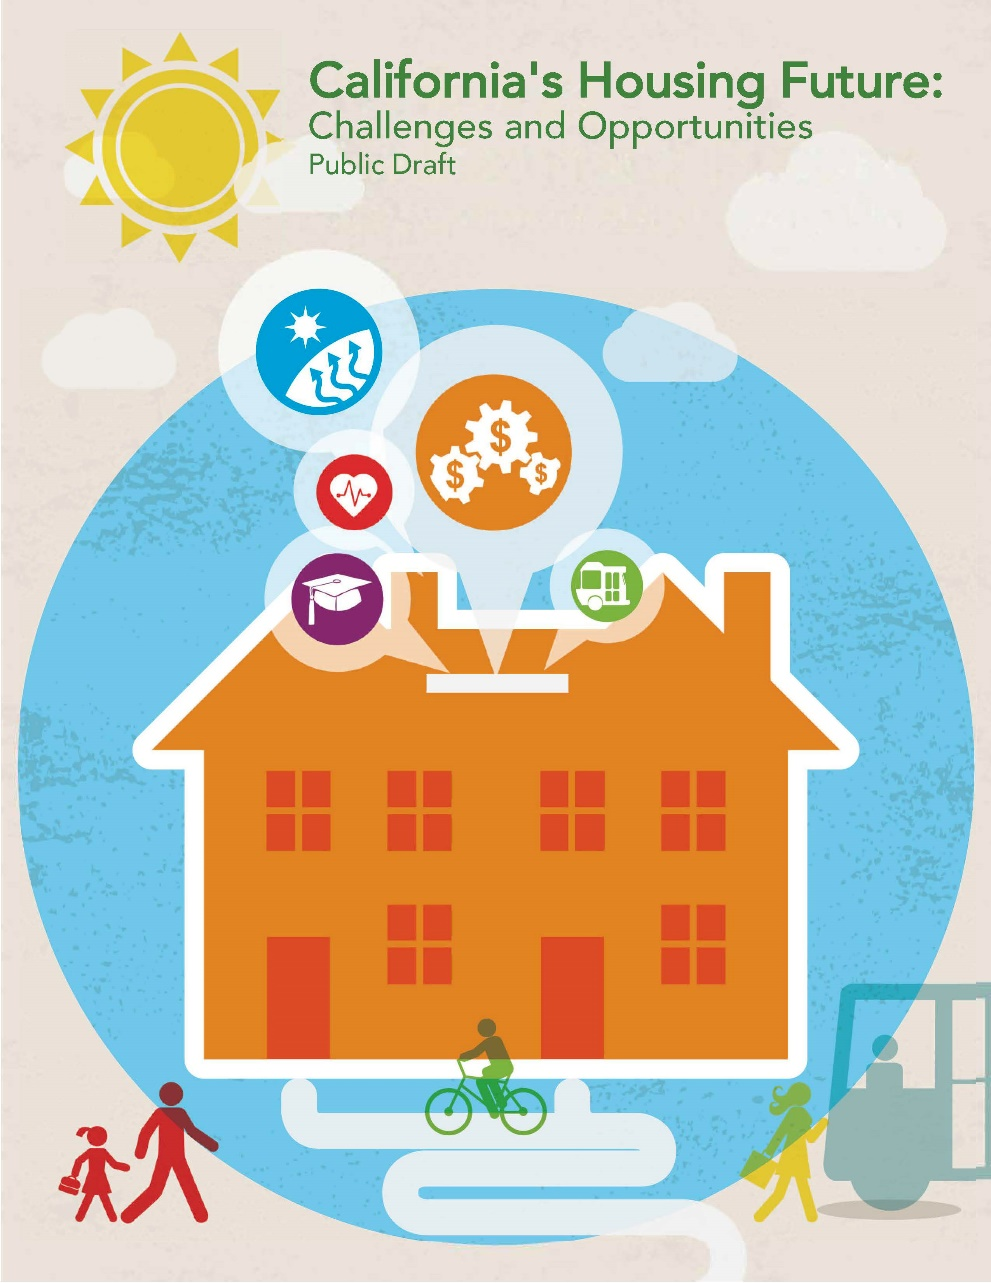 California's Housing Future:
Challenges and Opportunities
Public Draft
$
$
$